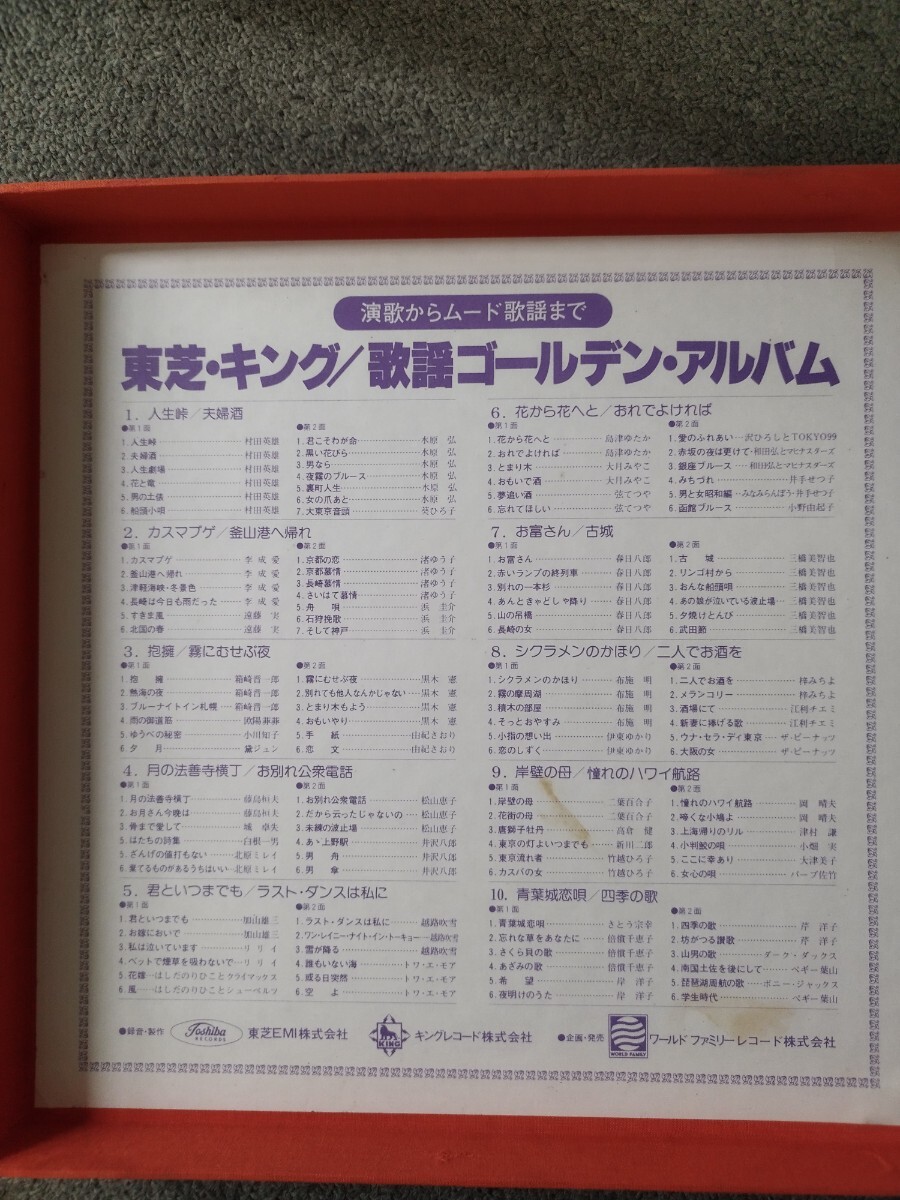 演歌からムード歌謡まで
東芝・キング/歌謡ゴールデン・アルバム
1. 人生峠/夫婦酒
●第1面
1.人生峠 村田英雄
2.夫婦酒 村田英雄
3.人生劇場 村田英雄
4.花と竜 村田英雄
5.男の土俵 村田英雄
6.船頭小唄 村田英雄
●第2面
1.君こそわが命 水原 弘
2.黒い花びら 水原 弘
3.男なら 水原 弘
4.夜霧のブルース 水原 弘
5.裏町人生 水原 弘
6.女の爪あと 水原 弘
7.大東京音頭 葵ひろ子
2. カスマプゲ/釜山港へ帰れ
●第1面
1.カスマプゲ 李 成 愛
2.釜山港へ帰れ 李 成 愛
3.津軽海峡・冬景色 李 成 愛
4.長崎は今日も雨だった 李 成 愛
5.すきま風 遠藤 実
6.北国の春 遠藤 実
●第2面
1.京都の恋 渚ゆう子
2.京都慕情 渚ゆう子
3.長崎慕情 渚ゆう子
4.さいはて慕情 渚ゆう子
5.舟 唄 浜 圭介
6.石狩挽歌 浜 圭介
7.そして神戸 浜 圭介
3. 抱擁/霧にむせぶ夜
●第1面
1.抱 擁 箱崎晋一郎
2.熱海の夜 箱崎晋一郎
3.ブルーナイトイン札幌 箱崎晋一郎
4.雨の御堂筋 欧陽菲菲
5.ゆうべの秘密 小川知子
6.夕 月 黛ジュン
●第2面
1.霧にむせぶ夜 黒木 憲
2.別れても他人なんかじゃない 黒木 憲
3.とまり木もよう 黒木 憲
4.おもいやり 黒木 憲
5.手 紙 由紀さおり
6.恋 文 由紀さおり
4. 月の法善寺横丁/お別れ公衆電話
●第1面
1.月の法善寺横丁 藤島桓夫
2.お月さん今晩は 藤島桓夫
3.骨まで愛して 城 卓矢
4.はたちの詩集 白根一男
5.ざんげの値打もない 北原ミレイ
6.棄てるものがあるうちはいい 北原ミレイ
●第2面
1.お別れ公衆電話 松山恵子
2.だから云ったじゃないの 松山恵子
3.未練の波止場 松山恵子
4.あゝ上野駅 井沢八郎
5.男 舟 井沢八郎
6.男 傘 井沢八郎
5. 君といつまでも/ラスト・ダンスは私に
●第1面
1.君といつまでも 加山雄三
2.お嫁においで 加山雄三
3.私は泣いています リリイ
4.ベットで煙草を吸わないで リリイ
5.花嫁 はしだのりひことクライマックス
6.風 はしだのりひことシューベルツ
●第2面
1.ラスト・ダンスは私に 越路吹雪
2.ワン・レイニー・ナイト・イン・トーキョー 越路吹雪
3.雪が降る 越路吹雪
4.誰もいない海 トワ・エ・モア
5.或る日突然 トワ・エ・モア
6.空 よ トワ・エ・モア
6. 花から花へと/おれでよければ
●第1面
1.花から花へと 島津ゆたか
2.おれでよければ 島津ゆたか
3.とまり木 大月みやこ
4.おもいで酒 大月みやこ
5.夢追い酒 弦てつや
6.忘れてほしい 弦てつや
●第2面
1.愛のふれあい 沢ひろしとTOKYO99
2.赤坂の夜は更けて 和田弘とマヒナスターズ
3.銀座ブルース 和田弘とマヒナスターズ
4.みちづれ 井手せつ子
5.男と女昭和編 みなみらんぼう・井手せつ子
6.函館ブルース 小野由起子
7. お富さん/古城
●第1面
1.お富さん 春日八郎
2.赤いランプの終列車 春日八郎
3.別れの一本杉 春日八郎
4.あんときゃどしゃ降り 春日八郎
5.山の吊橋 春日八郎
6.長崎の女 春日八郎
●第2面
1.古 城 三橋美智也
2.リンゴ村から 三橋美智也
3.おんな船頭唄 三橋美智也
4.あの娘が泣いている波止場 三橋美智也
5.夕焼けとんび 三橋美智也
6.武田節 三橋美智也
8. シクラメンのかほり/二人でお酒を
●第1面
1.シクラメンのかほり 布施 明
2.霧の摩周湖 布施 明
3.積木の部屋 布施 明
4.そっとおやすみ 布施 明
5.小指の想い出 伊東ゆかり
6.恋のしずく 伊東ゆかり
●第2面
1.二人でお酒を 梓みちよ
2.メランコリー 梓みちよ
3.酒場にて 江利チエミ
4.新妻に捧げる歌 江利チエミ
5.ウナ・セラ・ディ東京 ザ・ピーナッツ
6.大阪の女 ザ・ピーナッツ
9. 岸壁の母/憧れのハワイ航路
●第1面
1.岸壁の母 二葉百合子
2.花街の母 二葉百合子
3.唐獅子牡丹 高倉 健
4.東京の灯よいつまでも 新川二郎
5.東京流れ者 竹越ひろ子
6.カスバの女 竹越ひろ子
●第2面
1.憧れのハワイ航路 岡 晴夫
2.啼くな小鳩よ 岡 晴夫
3.上海帰りのリル 津村 謙
4.小判鮫の唄 小畑 実
5.ここに幸あり 大津美子
6.女心の唄 バーブ佐竹
10. 青葉城恋唄/四季の歌
●第1面
1.青葉城恋唄 さとう宗幸
2.忘れな草をあなたに 倍償千恵子
3.さくら貝の歌 倍償千恵子
4.あざみの歌 倍償千恵子
5.希 望 岸 洋子
6.夜明けのうた 岸 洋子
●第2面
1.四季の歌 芹 洋子
2.坊がつる讃歌 芹 洋子
3.山男の歌 ダーク・ダックス
4.南国土佐を後にして ペギー葉山
5.琵琶湖周航の歌 ボニー・ジャックス
6.学生時代 ペギー葉山
●録音・製作 Toshiba RECORDS 東芝EMI株式会社 KING キングレコード株式会社 ●企画・発売 WORLD FAMILY ワールドファミリーレコード株式会社